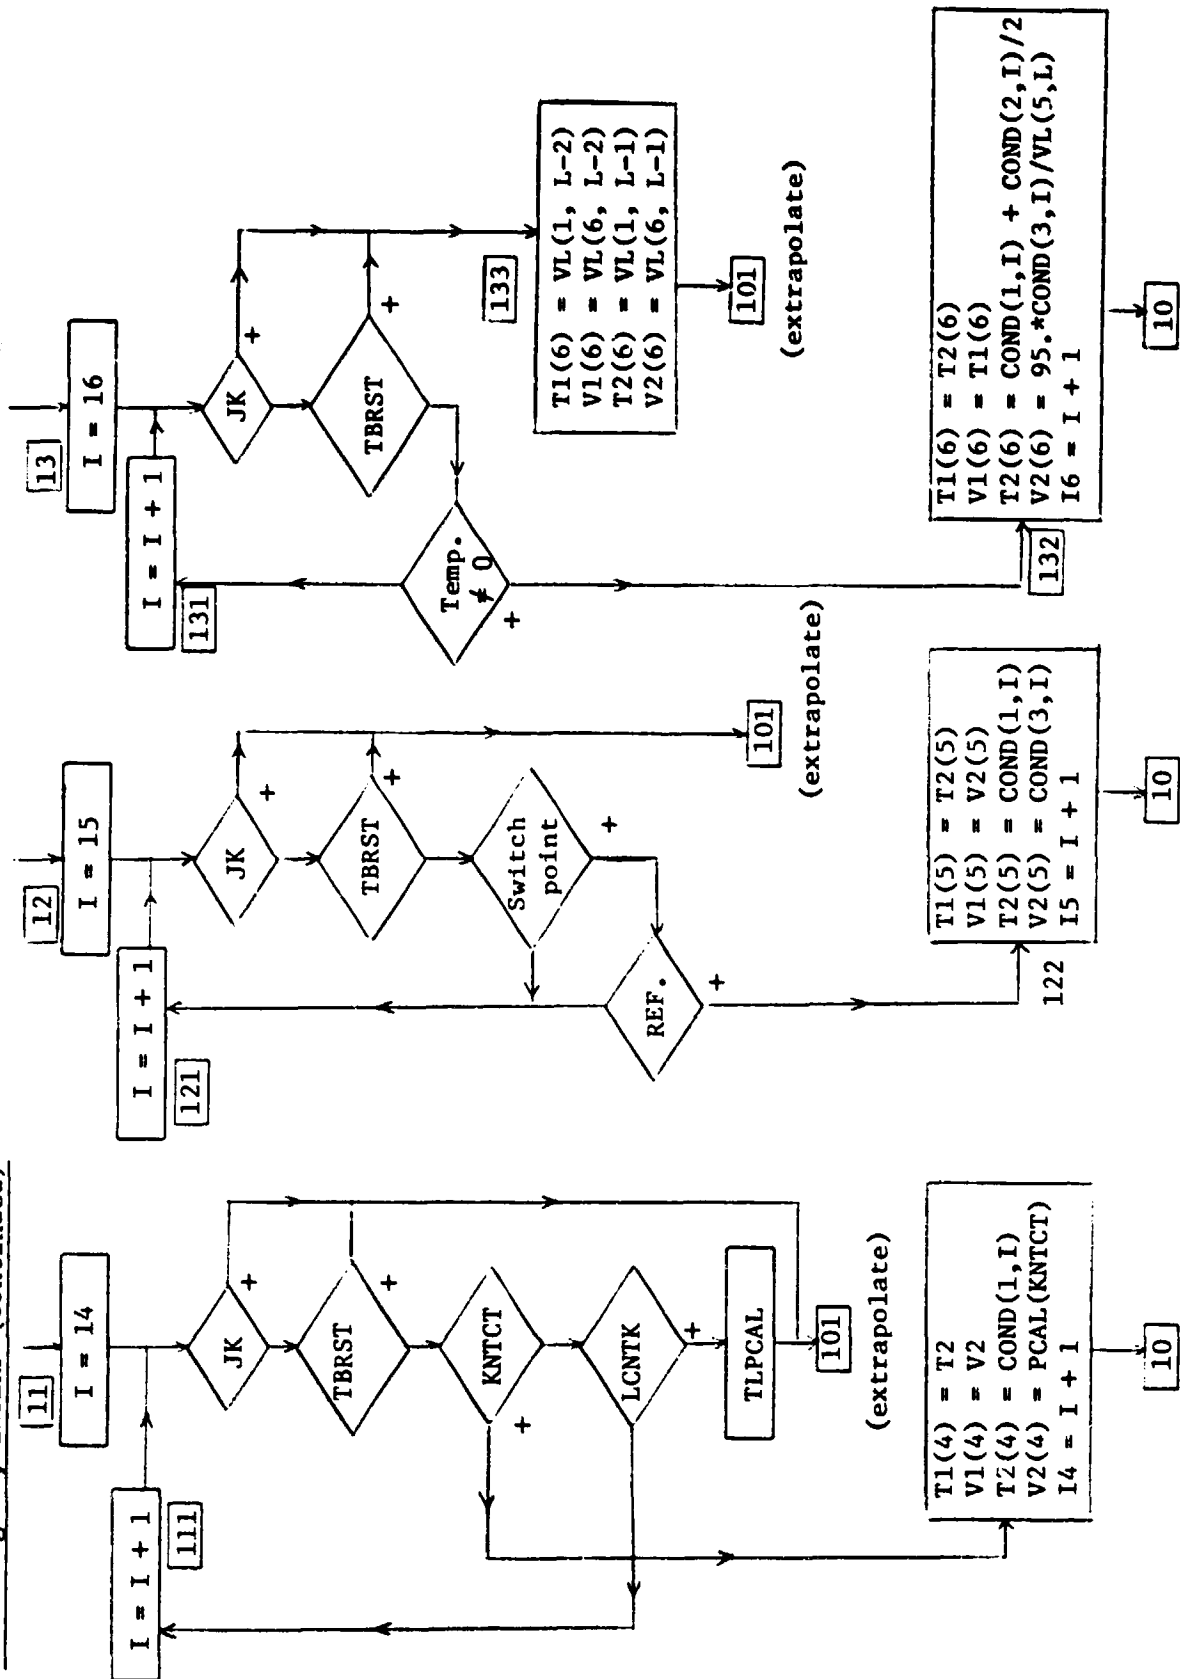 11
I = 14
I = I + 1
111
JK
+
TBRST
+
KNTCT
+
LCNTK
+
TLPCAL
101
(extrapolate)
T1(4) = T2
V1(4) = V2
T2(4) = COND(1,I)
V2(4) = PCAL(KNTCT)
I4 = I + 1
10
12
I = 15
I = I + 1
121
JK
+
TBRST
+
Switch
point
+
REF.
+
101
(extrapolate)
122
T1(5) = T2(5)
V1(5) = V2(5)
T2(5) = COND(1,I)
V2(5) = COND(3,I)
I5 = I + 1
10
13
I = 16
I = I + 1
131
JK
+
TBRST
+
Temp.
≠ 0
+
133
T1(6) = VL(1, L-2)
V1(6) = VL(6, L-2)
T2(6) = VL(1, L-1)
V2(6) = VL(6, L-1)
101
(extrapolate)
132
T1(6) = T2(6)
V1(6) = T1(6)
T2(6) = COND(1,I) + COND(2,I)/2
V2(6) = 95.*COND(3,I)/VL(5,L)
I6 = I + 1
10